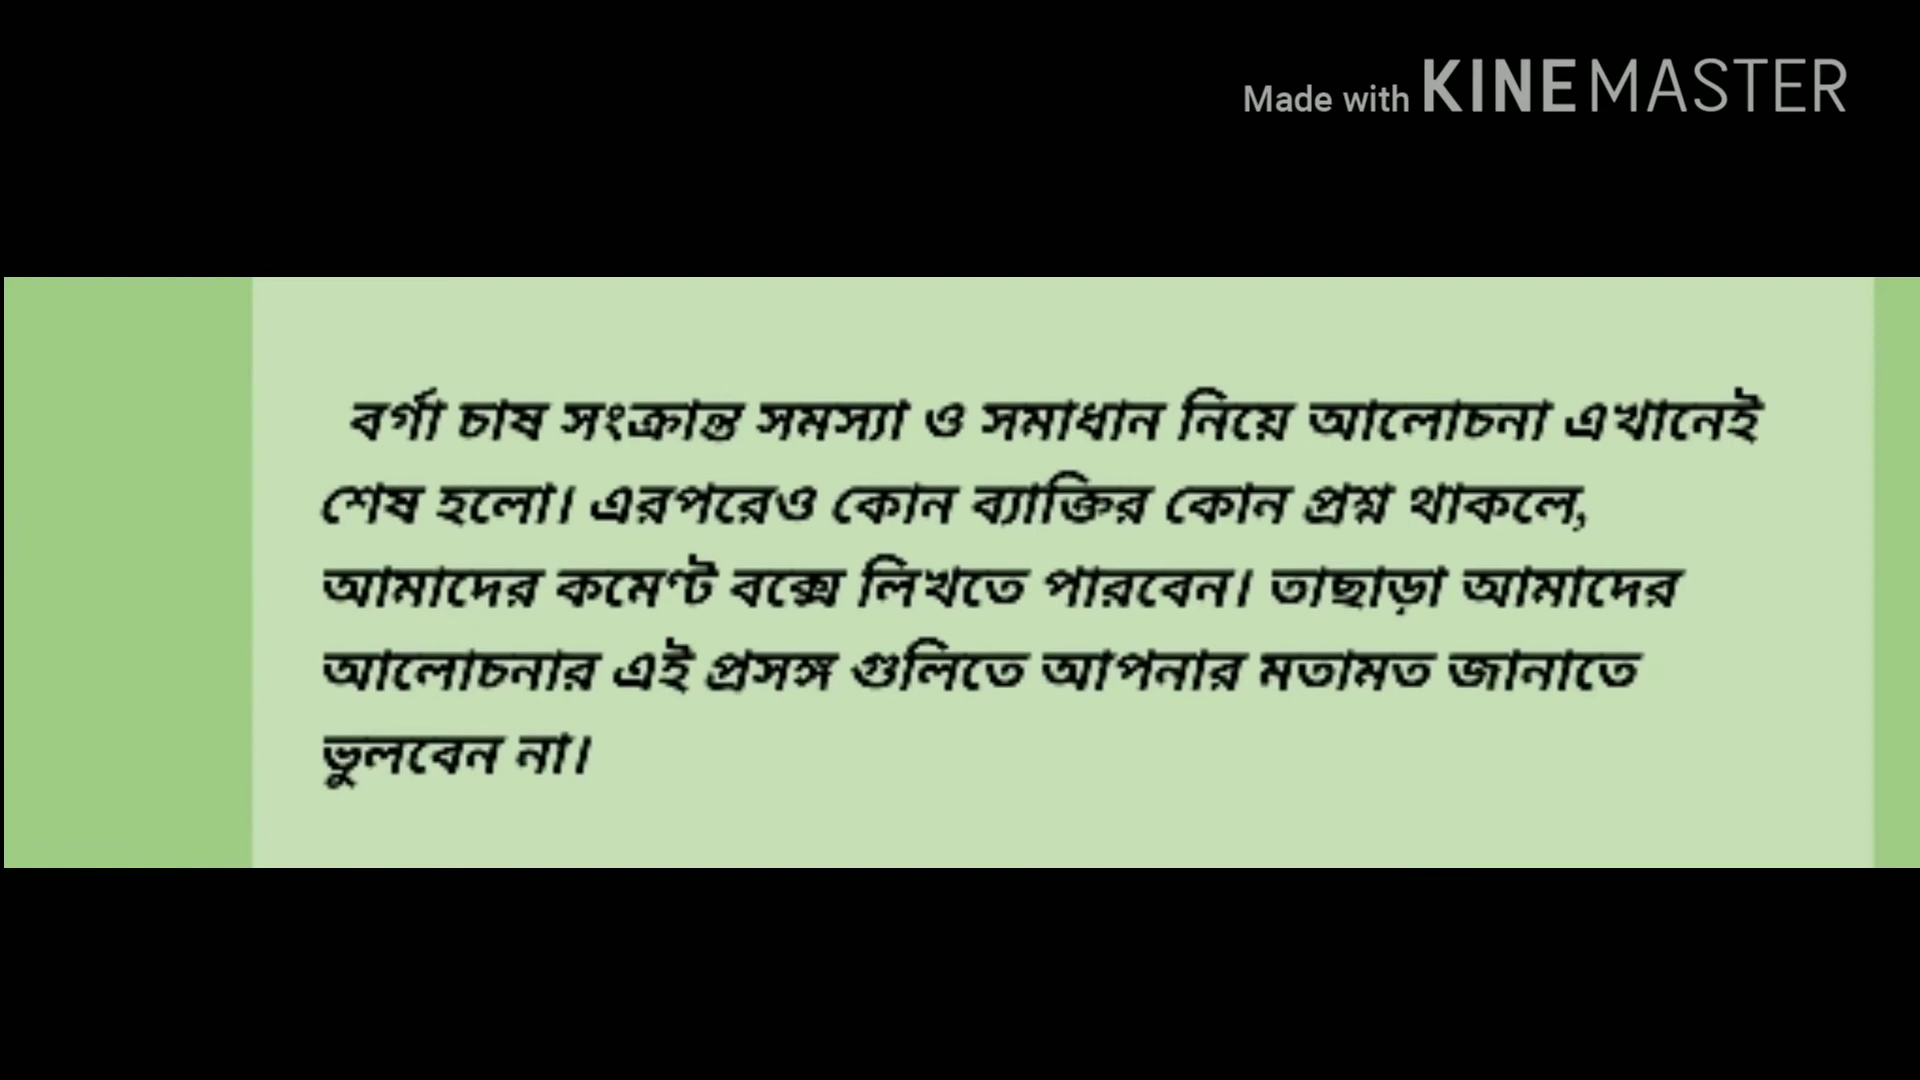 Made with KINEMASTER
বর্গা চাষ সংক্রান্ত সমস্যা ও সমাধান নিয়ে আলোচনা এখানেই
শেষ হলো। এরপরেও কোন ব্যাক্তির কোন প্রশ্ন থাকলে,
আমাদের কমেণ্ট বক্সে লিখতে পারবেন। তাছাড়া আমাদের
আলোচনার এই প্রসঙ্গ গুলিতে আপনার মতামত জানাতে
ভুলবেন না।